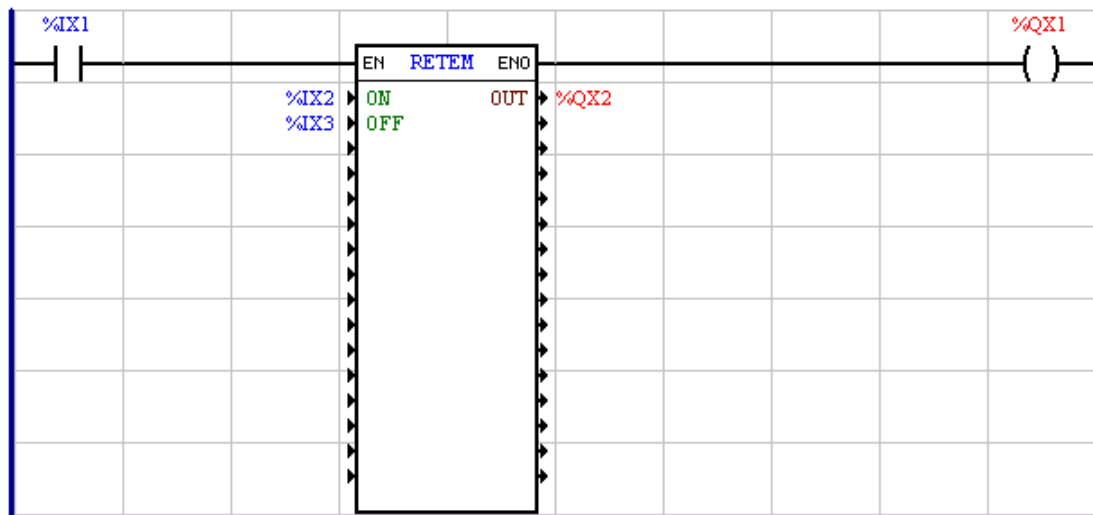 %IX1 %QX1
EN RETEM ENO
%IX2 ON OUT %QX2
%IX3 OFF